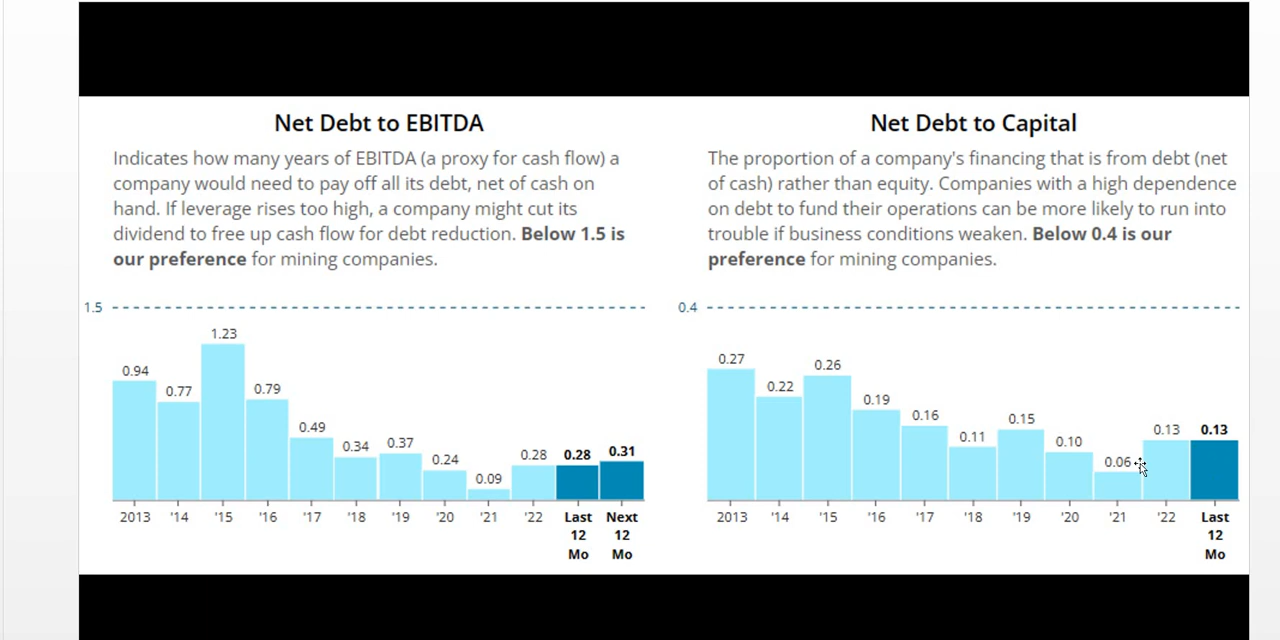 Net Debt to EBITDA
Indicates how many years of EBITDA (a proxy for cash flow) a
company would need to pay off all its debt, net of cash on
hand. If leverage rises too high, a company might cut its
dividend to free up cash flow for debt reduction. Below 1.5 is
our preference for mining companies.
1.5
1.23
0.94
0.77
0.79
0.49
0.34
0.37
0.24
0.09
0.28
0.28
0.31
2013 '14 '15 '16 '17 '18 '19 '20 '21 '22 Last Next
12 12
Mo Mo
Net Debt to Capital
The proportion of a company's financing that is from debt (net
of cash) rather than equity. Companies with a high dependence
on debt to fund their operations can be more likely to run into
trouble if business conditions weaken. Below 0.4 is our
preference for mining companies.
0.4
0.27
0.22
0.26
0.19
0.16
0.11
0.15
0.10
0.06
0.13
0.13
2013 '14 '15 '16 '17 '18 '19 '20 '21 '22 Last
12
Mo